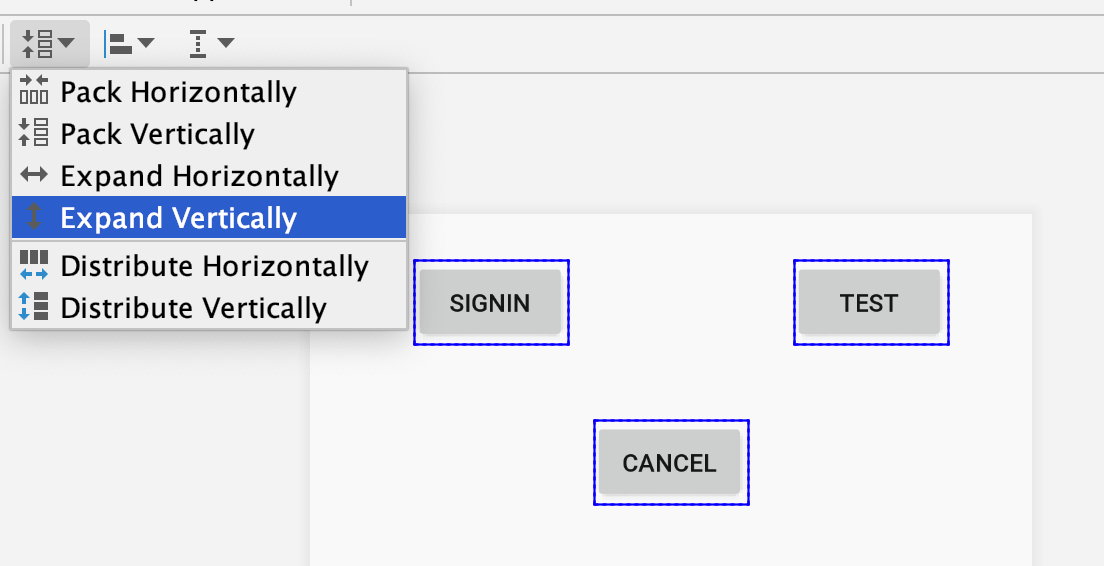 Pack Horizontally
Pack Vertically
Expand Horizontally
Expand Vertically
Distribute Horizontally
Distribute Vertically
SIGNIN
TEST
CANCEL